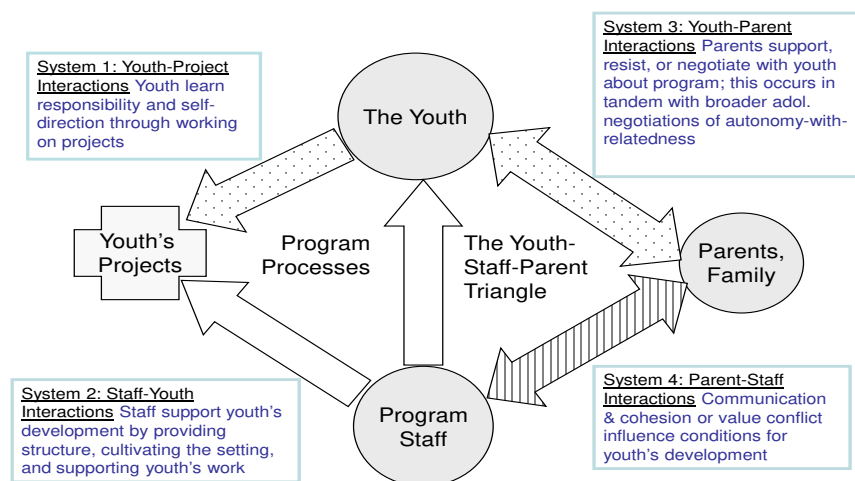 System 1: Youth-Project
Interactions Youth learn
responsibility and self-
direction through working
on projects
The Youth
System 3: Youth-Parent
Interactions Parents support,
resist, or negotiate with youth
about program; this occurs in
tandem with broader adol.
negotiations of autonomy-with-
relatedness
Youth's
Projects
Program
Processes
The Youth-
Staff-Parent
Triangle
Parents,
Family
System 2: Staff-Youth
Interactions Staff support youth's
development by providing
structure, cultivating the setting,
and supporting youth's work
Program
Staff
System 4: Parent-Staff
Interactions Communication
& cohesion or value conflict
influence conditions for
youth's development